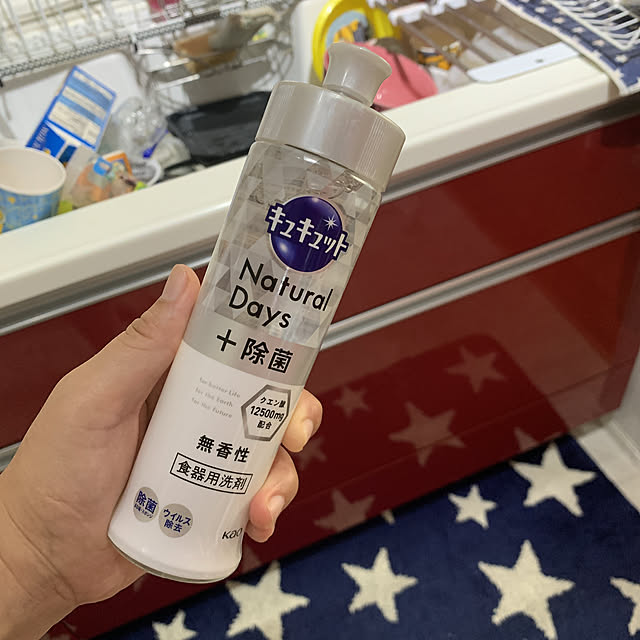 キュキュット
Natural
Days
+除菌
for Better Life
for the Earth
for the Future
クエン酸
12500mg
配合
無香性
食器用洗剤
除菌
ウイルス
除去
Kao